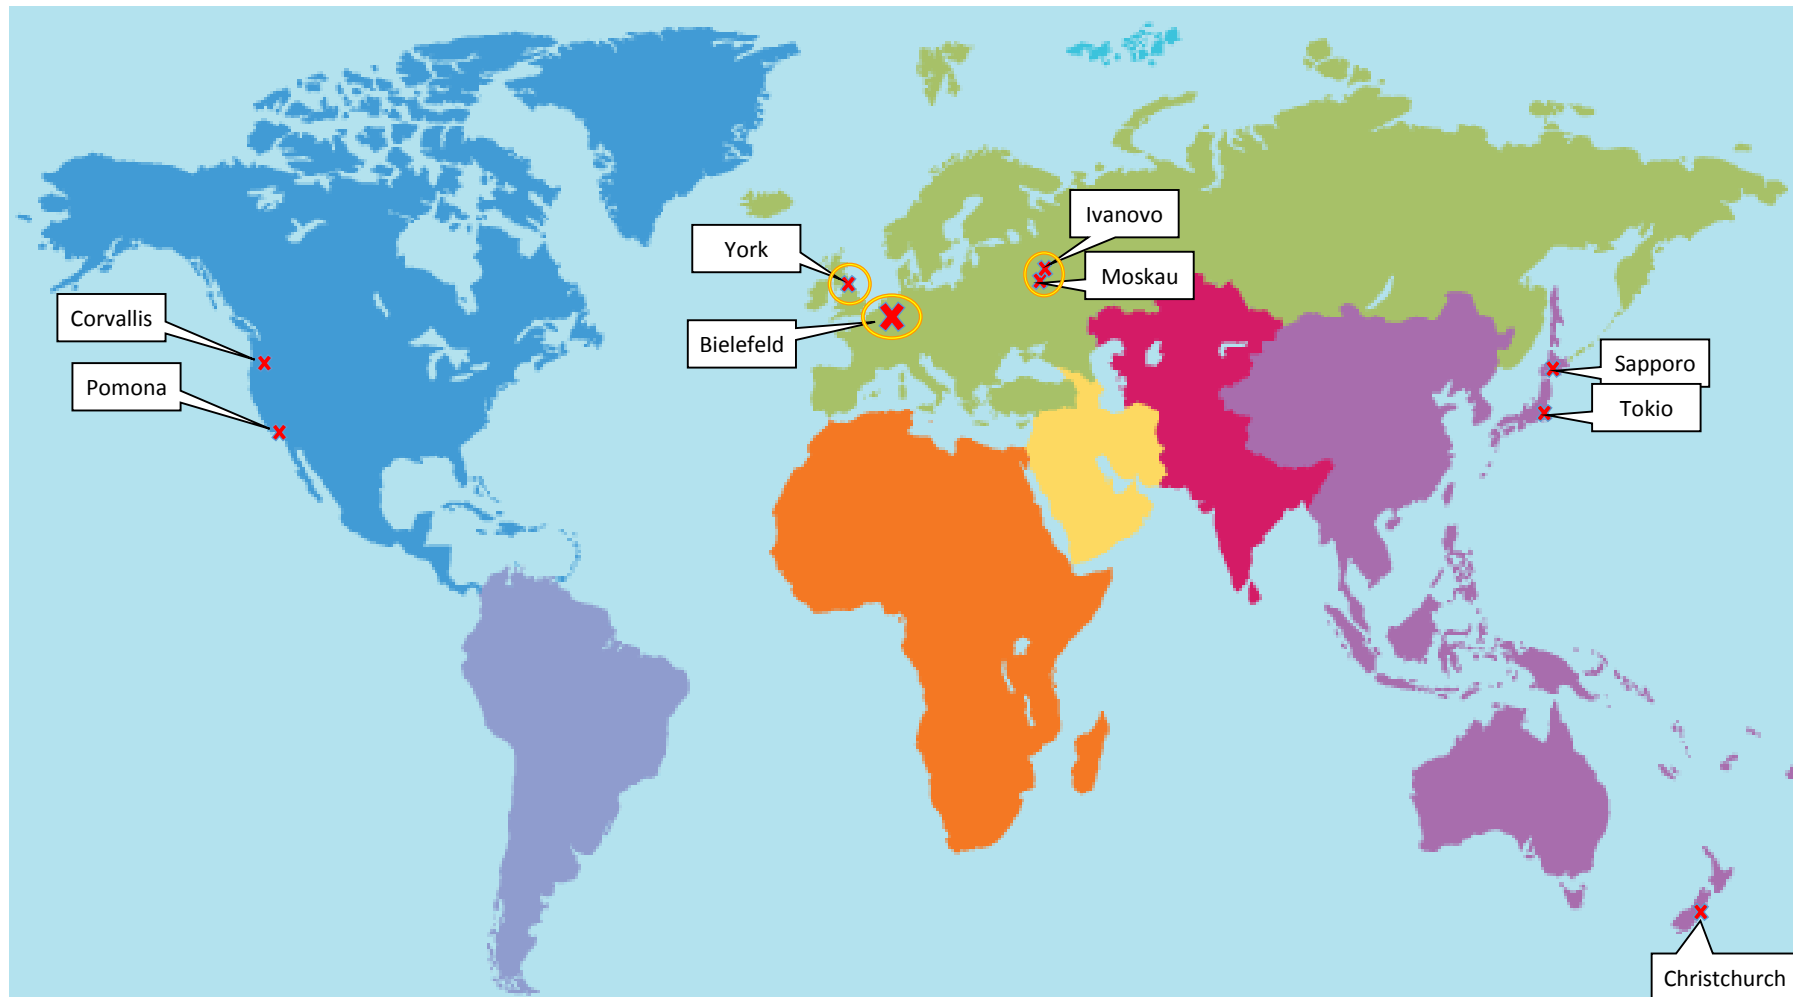 Ivanovo
York
Moskau
Corvallis
Bielefeld
Sapporo
Pomona
Tokio
Christchurch